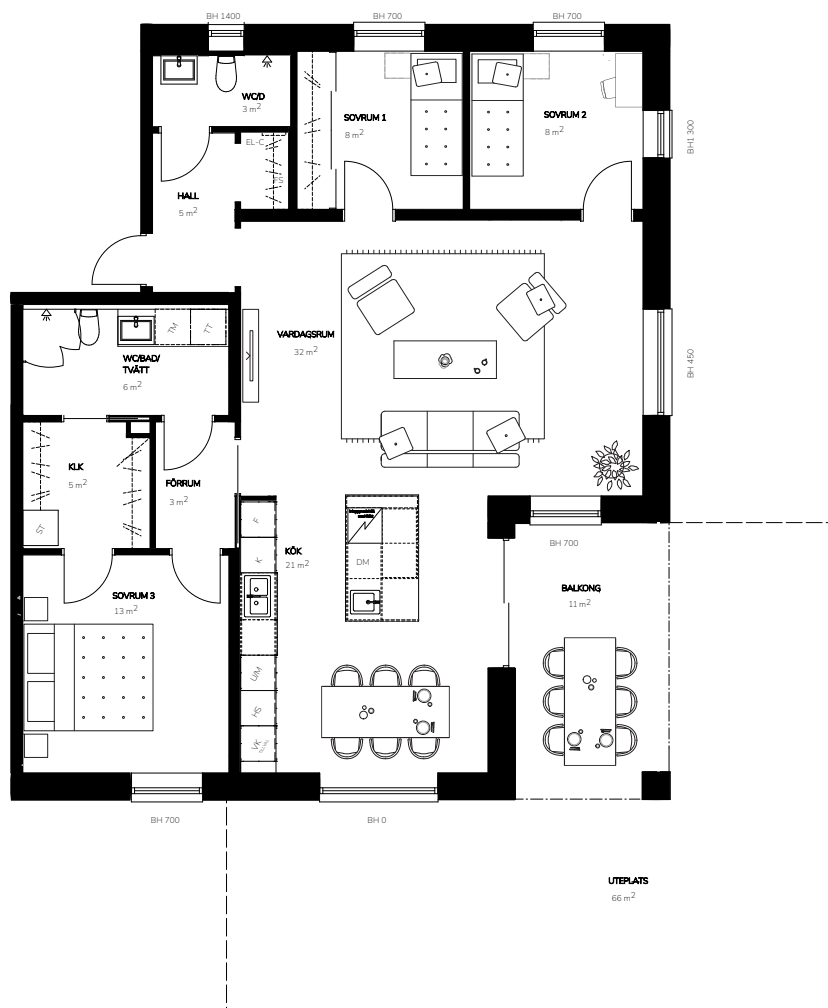 BH 1400
BH 700
BH 700
WC/D
3 m²
SOVRUM 1
8 m²
SOVRUM 2
8 m²
BH1 300
EL-C
HALL
5 m²
VARDAGSRUM
32 m²
BH 450
TM
TT
WC/BAD/
TVÄTT
6 m²
KLK
5 m²
FÖRRUM
3 m²
ST
F
K
KÖK
21 m²
DM
BH 700
BALKONG
11 m²
SOVRUM 3
13 m²
U/M
HS
VK
BH 700
BH 0
UTEPLATS
66 m²